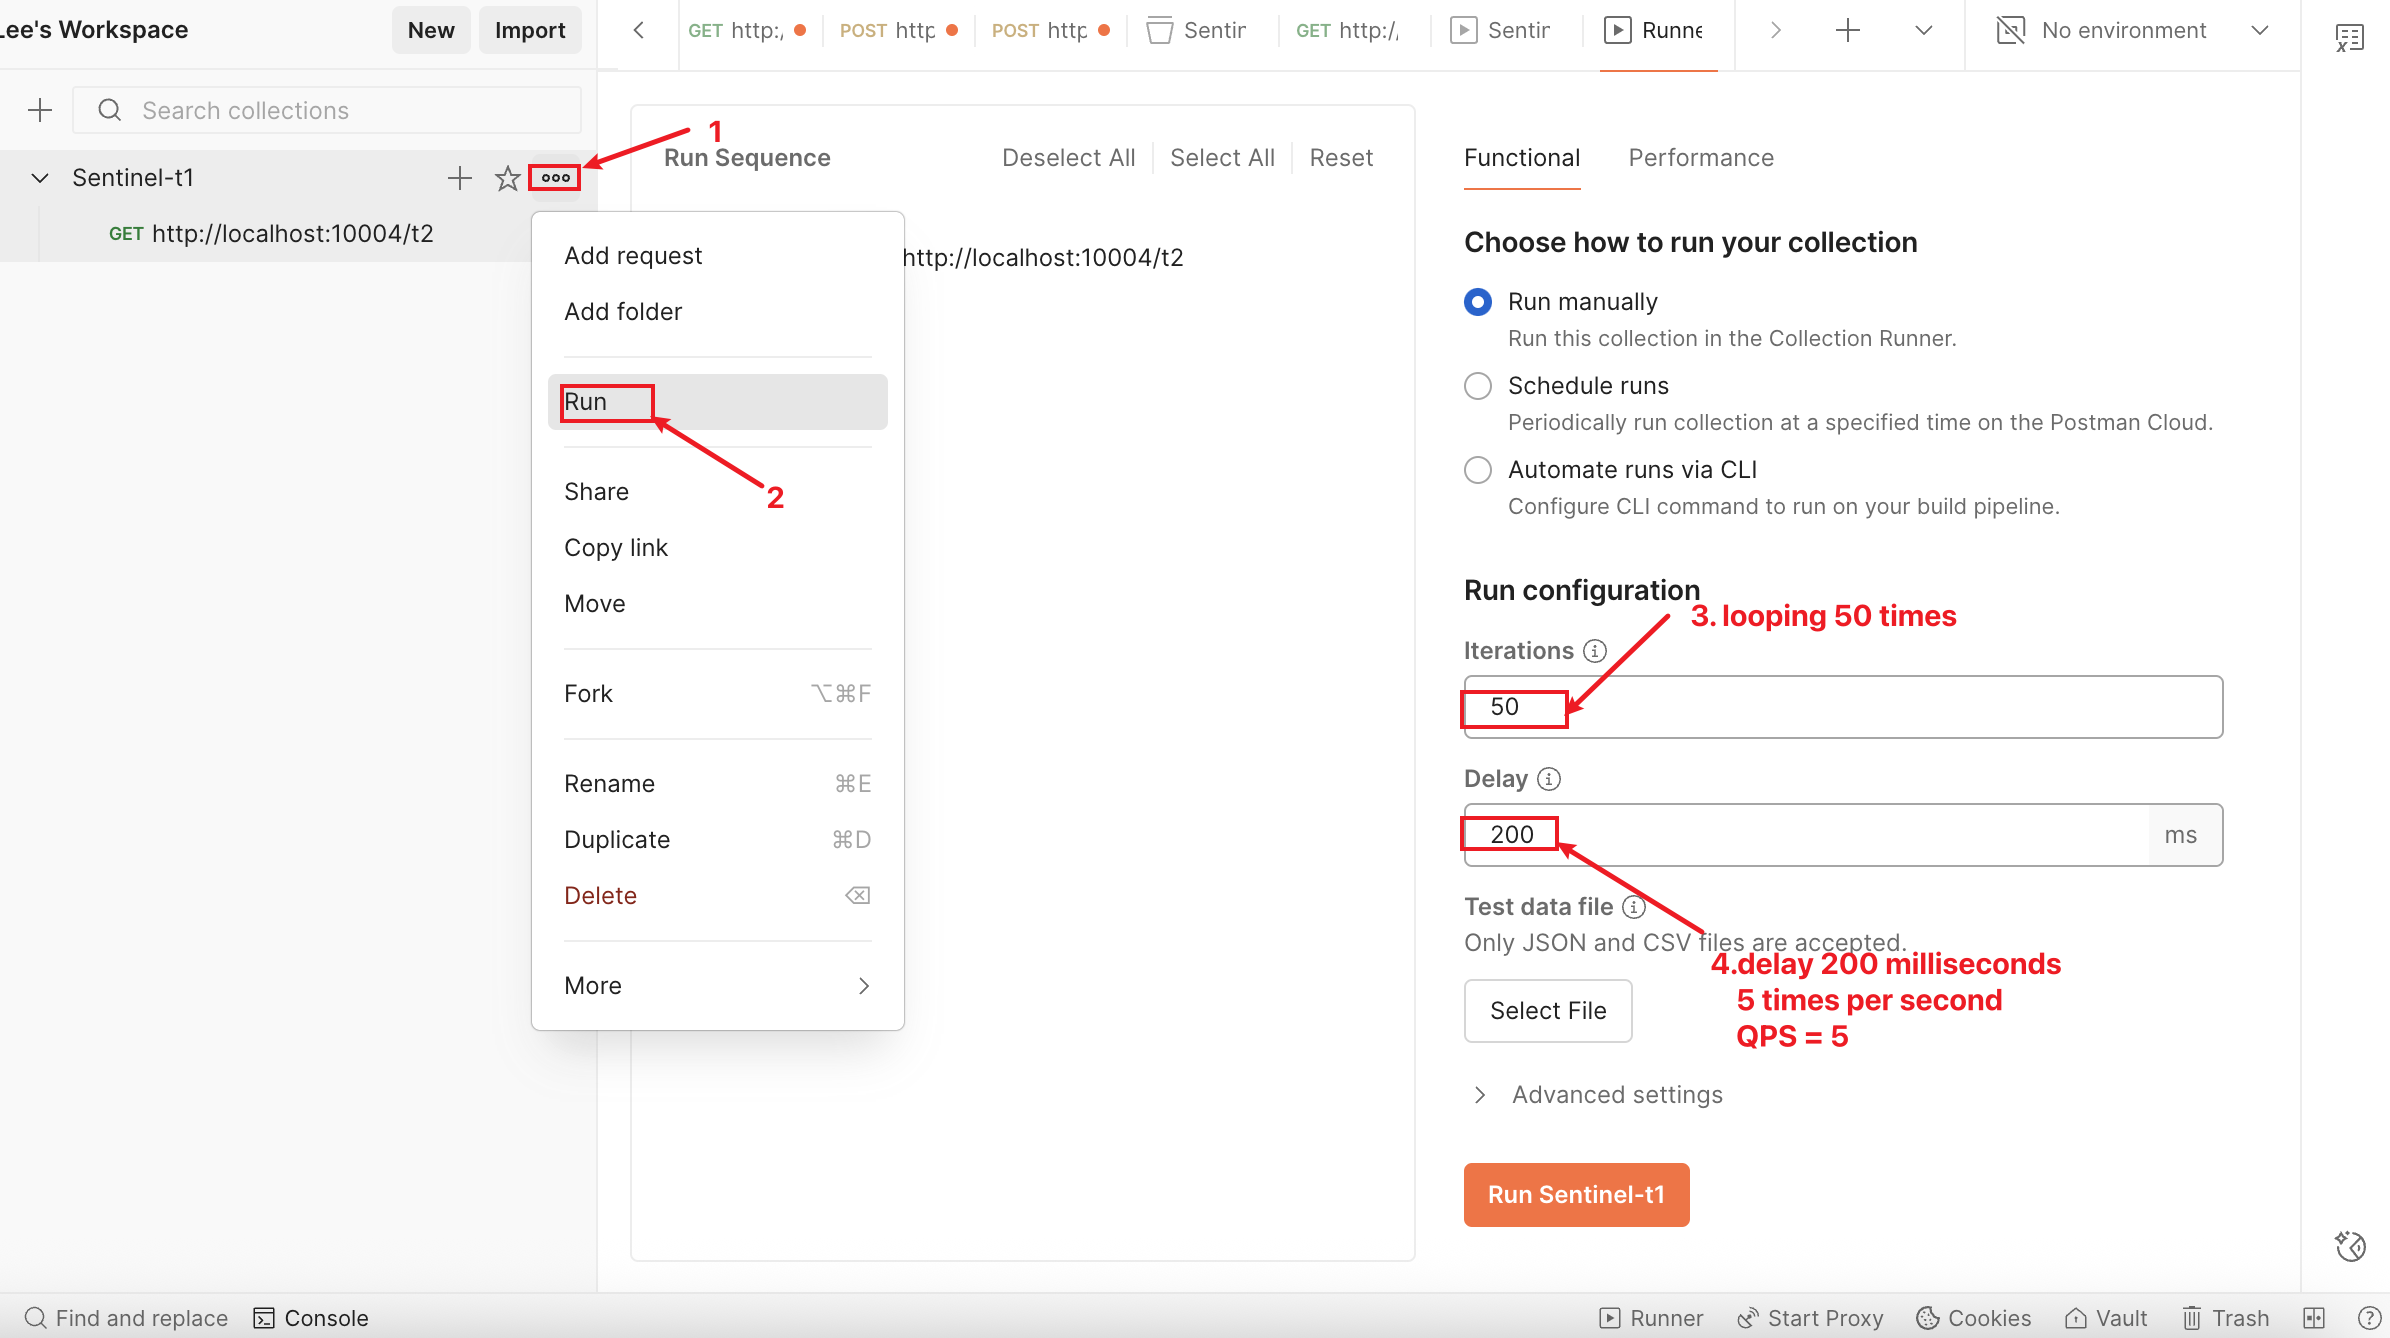 Lee's Workspace
New
Import
GET http:/
POST http
POST http
Sentin
GET http://
Sentin
Runne
No environment
Search collections
Sentinel-t1
GET http://localhost:10004/t2
1
Run Sequence
Deselect All
Select All
Reset
http://localhost:10004/t2
Add request
Add folder
Run
2
Share
Copy link
Move
Fork ⌥⌘F
Rename ⌘E
Duplicate ⌘D
Delete
More
Functional
Performance
Choose how to run your collection
Run manually
Run this collection in the Collection Runner.
Schedule runs
Periodically run collection at a specified time on the Postman Cloud.
Automate runs via CLI
Configure CLI command to run on your build pipeline.
Run configuration
3. looping 50 times
Iterations
50
Delay
200
ms
Test data file
Only JSON and CSV files are accepted.
4.delay 200 milliseconds
5 times per second
QPS = 5
Select File
Advanced settings
Run Sentinel-t1
Find and replace
Console
Runner
Start Proxy
Cookies
Vault
Trash